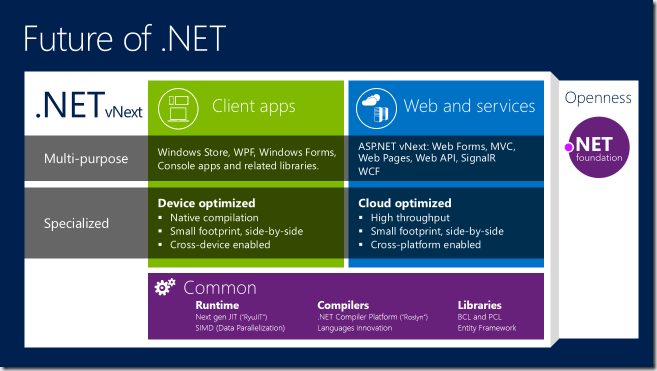 Future of .NET
.NET vNext
Client apps
Web and services
Openness
.NET
foundation
Multi-purpose
Windows Store, WPF, Windows Forms,
Console apps and related libraries.
ASP.NET vNext: Web Forms, MVC,
Web Pages, Web API, SignalR
WCF
Specialized
Device optimized
▪ Native compilation
▪ Small footprint, side-by-side
▪ Cross-device enabled
Cloud optimized
▪ High throughput
▪ Small footprint, side-by-side
▪ Cross-platform enabled
Common
Runtime
Next gen JIT ("RyuJIT")
SIMD (Data Parallelization)
Compilers
.NET Compiler Platform ("Roslyn")
Languages innovation
Libraries
BCL and PCL
Entity Framework